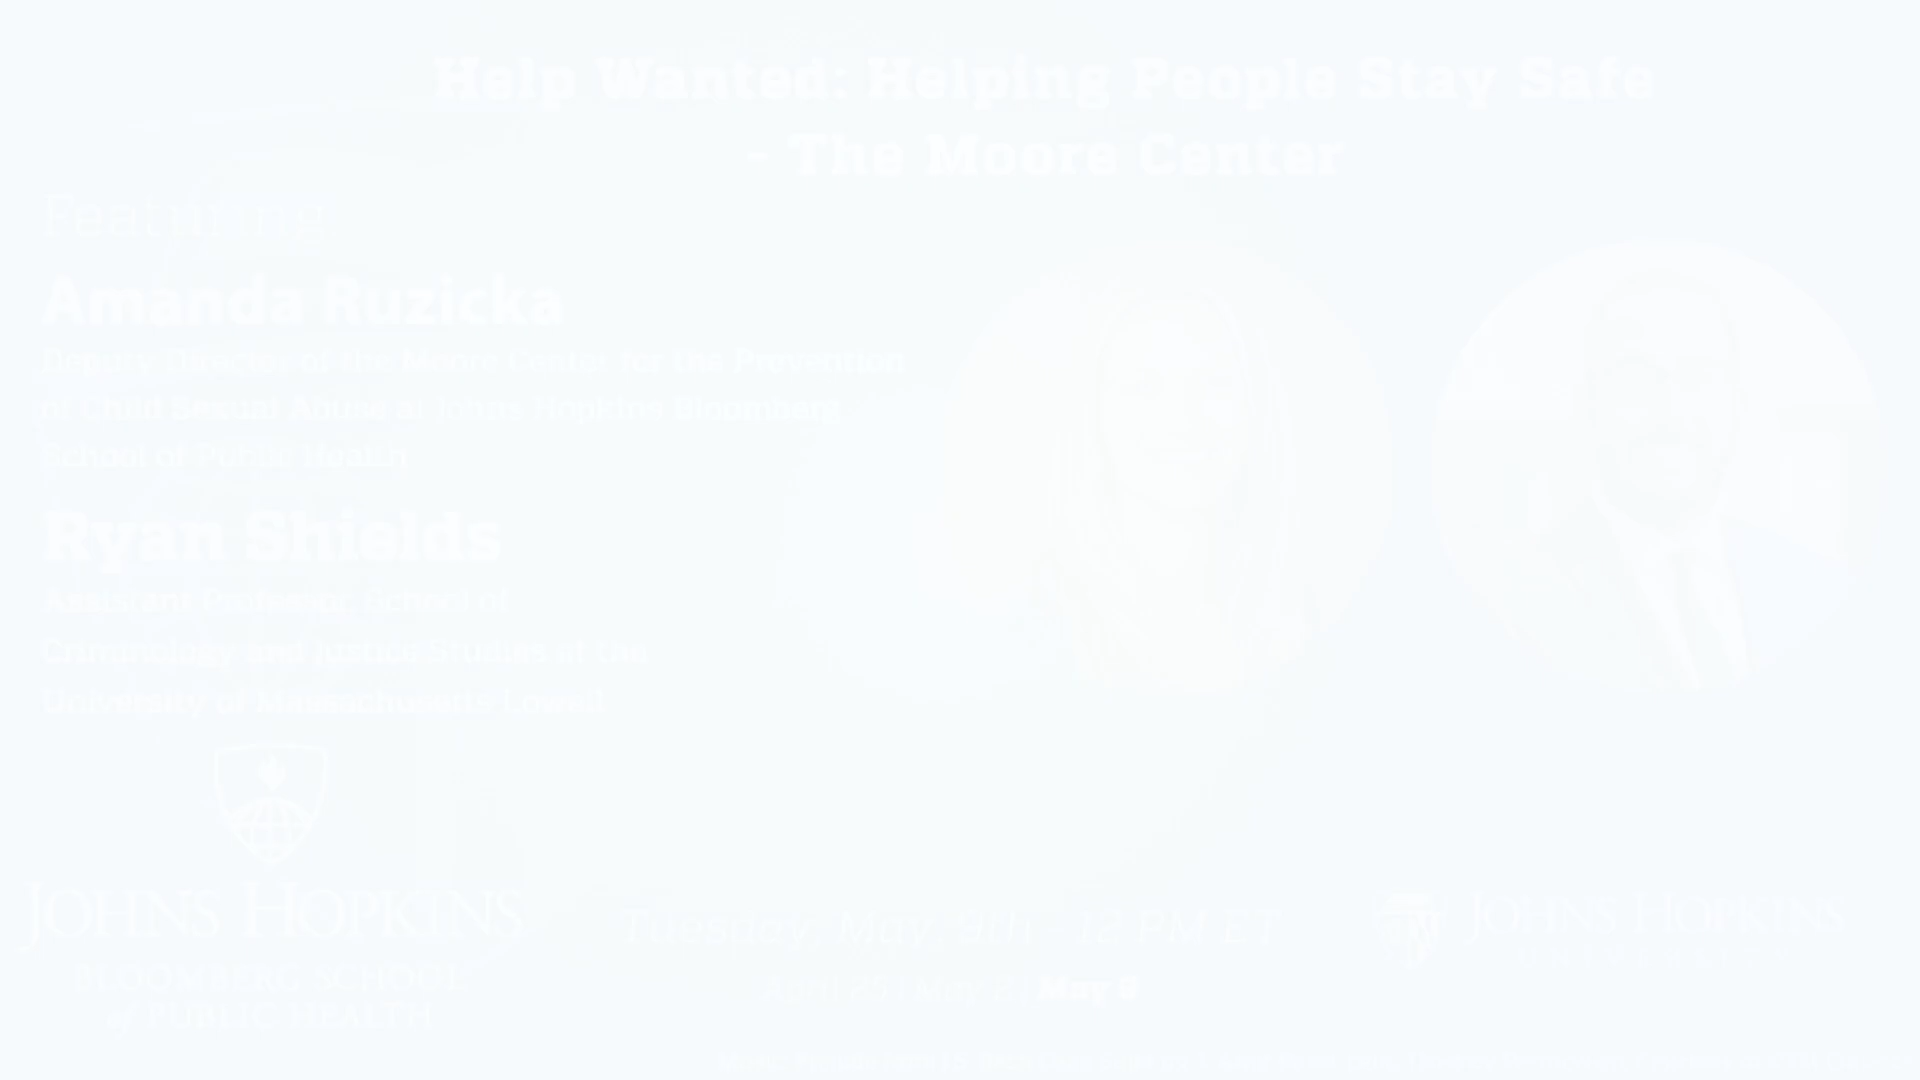 Help Wanted: Helping People Stay Safe
- The Moore Center
Featuring
Amanda Ruzicka
Deputy Director of the Moore Center for the Prevention
of Child Sexual Abuse at Johns Hopkins Bloomberg
School of Public Health
Ryan Shields
Assistant Professor, School of
Criminology and Justice Studies at the
University of Massachusetts Lowell
JOHNS HOPKINS
BLOOMBERG SCHOOL
of PUBLIC HEALTH
Tuesday, May, 9th - 12 PM ET
April 25 | May 2 | May 9
JOHNS HOPKINS
UNIVERSITY